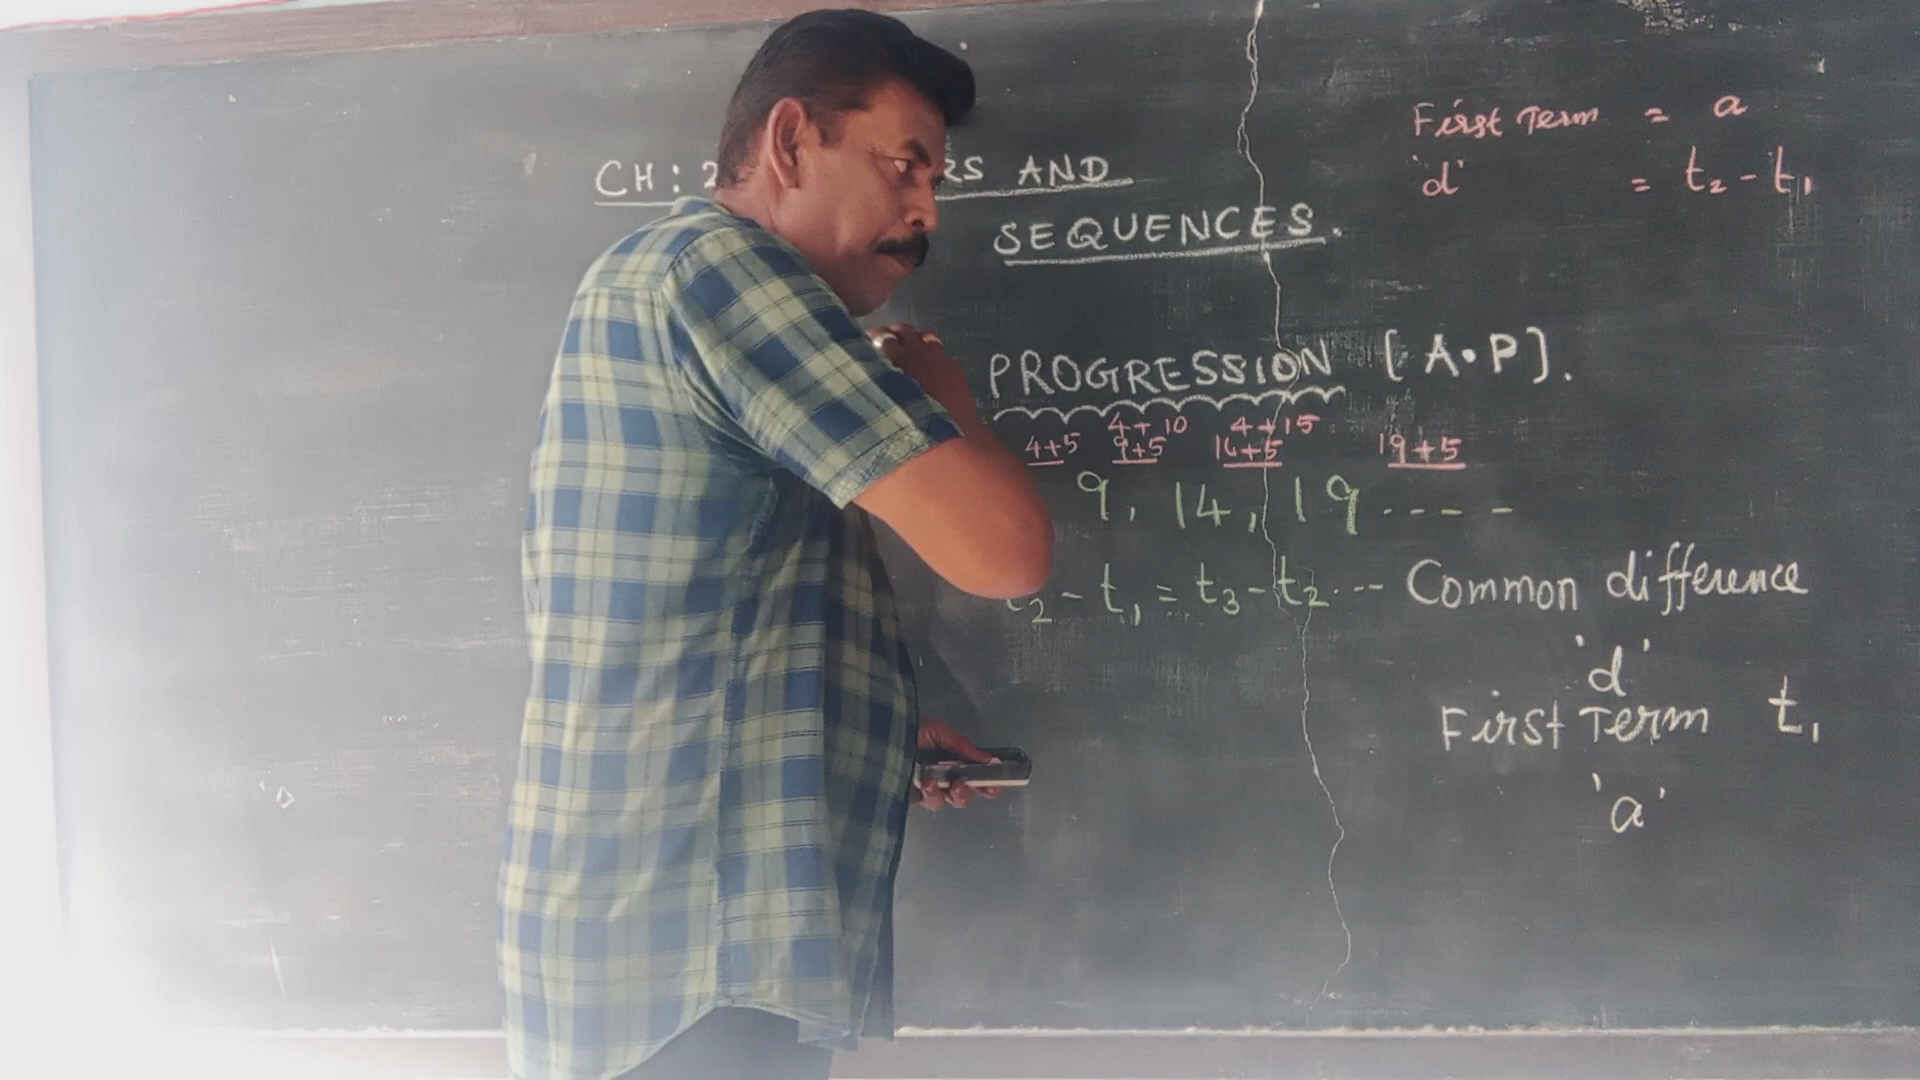 CH: 2 RS AND
SEQUENCES.
First Term = a
'd' = t₂ - t₁
PROGRESSION [A.P].
4+10 4+15
4+5 9+5 14+5 19+5
9, 14, 19 ....
t₂ - t₁ = t₃ - t₂ ... Common difference
'd'
First Term t₁
'a'